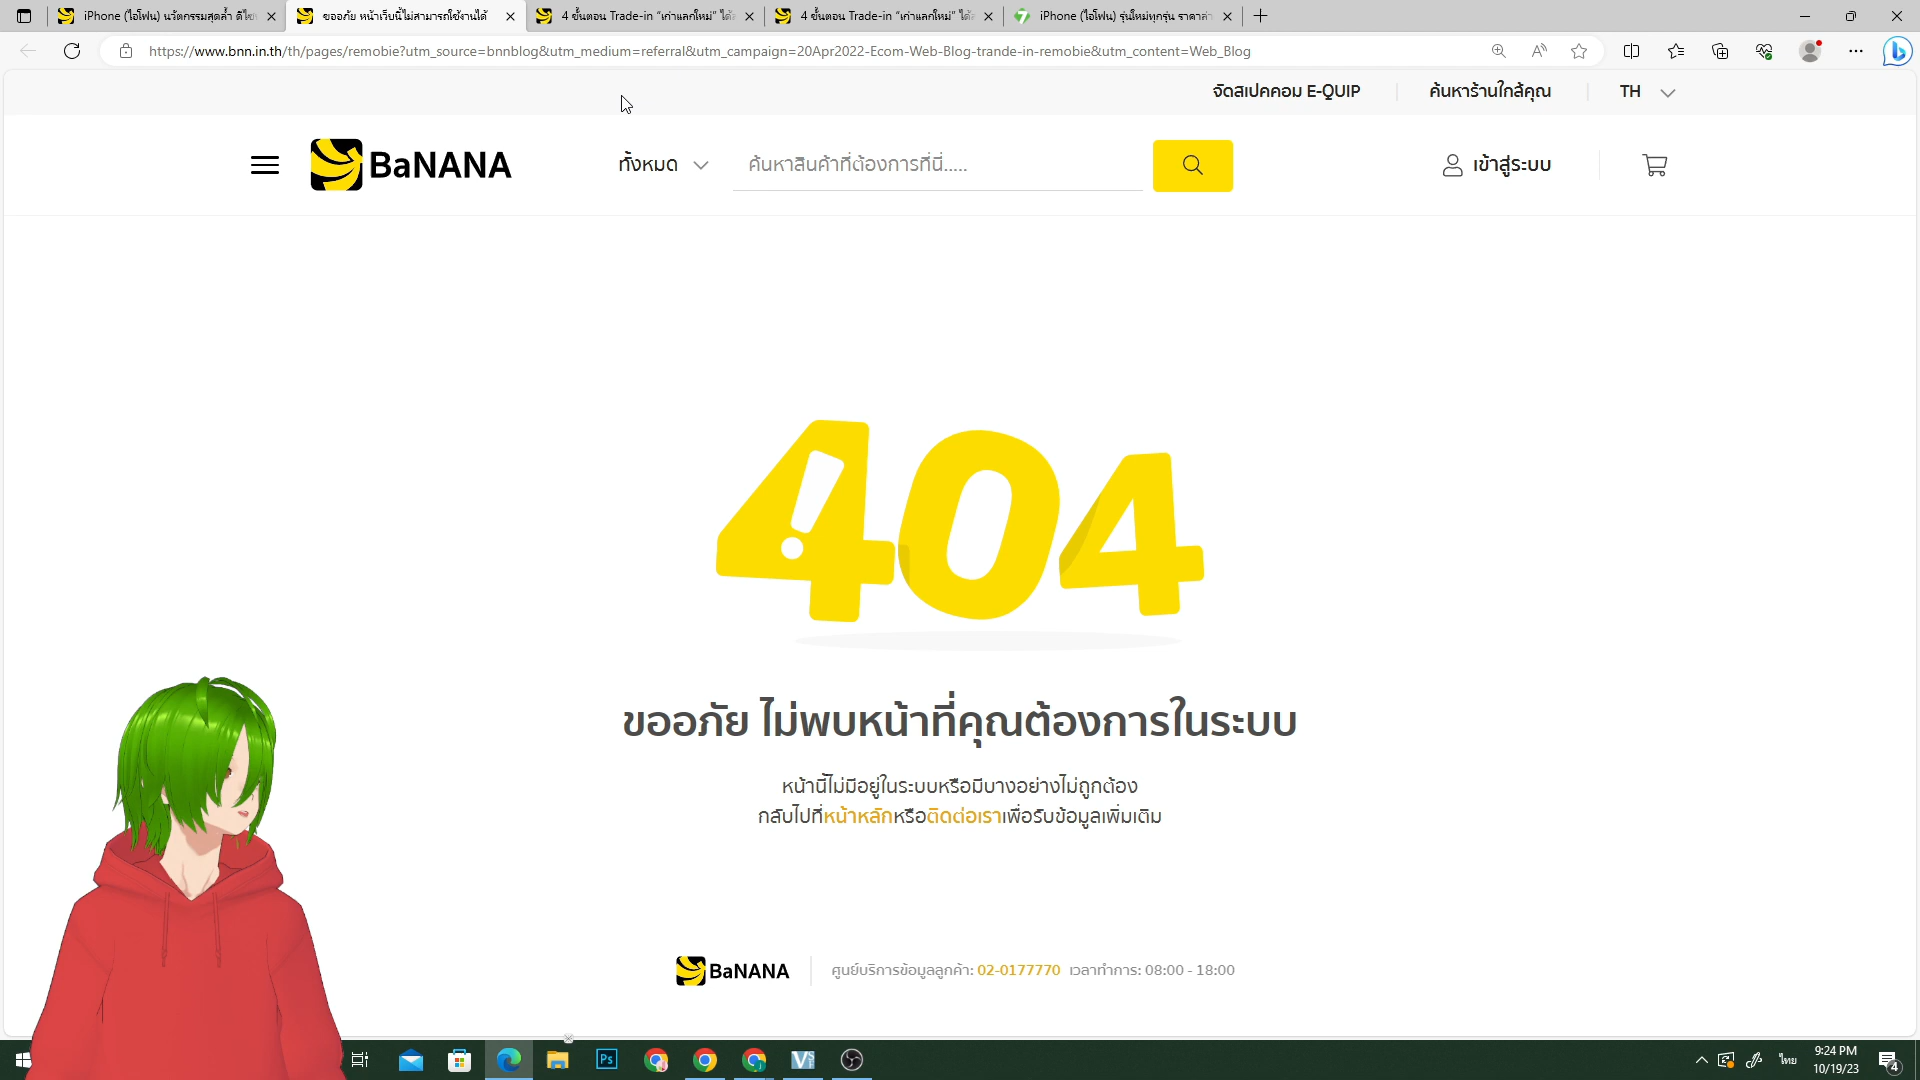 iPhone (ไอโฟน) นวัตกรรมสุดล้ำ ดีไซ
ขออภัย หน้าเว็บนี้ไม่สามารถใช้งานได้
4 ขั้นตอน Trade-in “เก่าแลกใหม่” ได้
4 ขั้นตอน Trade-in “เก่าแลกใหม่” ได้
iPhone (ไอโฟน) รุ่นใหม่ทุกรุ่น ราคาล่า
https://www.bnn.in.th/th/pages/remobie?utm_source=bnnblog&utm_medium=referral&utm_campaign=20Apr2022-Ecom-Web-Blog-trande-in-remobie&utm_content=Web_Blog
จัดสเปคคอม E-QUIP
ค้นหาร้านใกล้คุณ
TH
BaNANA
ทั้งหมด
ค้นหาสินค้าที่ต้องการที่นี่.....
เข้าสู่ระบบ
404
ขออภัย ไม่พบหน้าที่คุณต้องการในระบบ
หน้านี้ไม่มีอยู่ในระบบหรือมีบางอย่างไม่ถูกต้อง
กลับไปที่หน้าหลักหรือติดต่อเราเพื่อรับข้อมูลเพิ่มเติม
BaNANA
ศูนย์บริการข้อมูลลูกค้า: 02-0177770 เวลาทำการ: 08:00 - 18:00
Ps
ไทย
9:24 PM
10/19/23
4